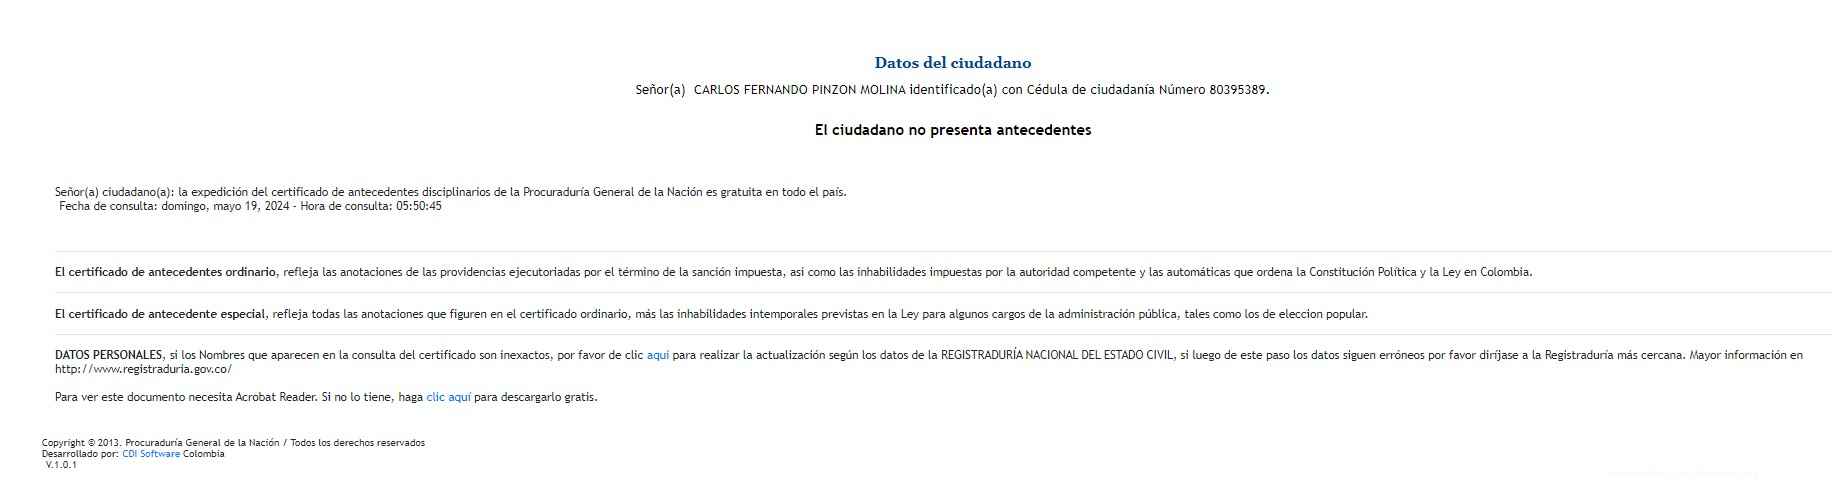 Datos del ciudadano
Señor(a) CARLOS FERNANDO PINZON MOLINA identificado(a) con Cédula de ciudadanía Número 80395389.
El ciudadano no presenta antecedentes
Señor(a) ciudadano(a): la expedición del certificado de antecedentes disciplinarios de la Procuraduría General de la Nación es gratuita en todo el país.
Fecha de consulta: domingo, mayo 19, 2024 - Hora de consulta: 05:50:45
El certificado de antecedentes ordinario, refleja las anotaciones de las providencias ejecutoriadas por el término de la sanción impuesta, asi como las inhabilidades impuestas por la autoridad competente y las automáticas que ordena la Constitución Política y la Ley en Colombia.
El certificado de antecedente especial, refleja todas las anotaciones que figuren en el certificado ordinario, más las inhabilidades intemporales previstas en la Ley para algunos cargos de la administración pública, tales como los de eleccion popular.
DATOS PERSONALES, si los Nombres que aparecen en la consulta del certificado son inexactos, por favor de clic aquí para realizar la actualización según los datos de la REGISTRADURÍA NACIONAL DEL ESTADO CIVIL, si luego de este paso los datos siguen erróneos por favor diríjase a la Registraduría más cercana. Mayor información en
http://www.registraduria.gov.co/
Para ver este documento necesita Acrobat Reader. Si no lo tiene, haga clic aquí para descargarlo gratis.
Copyright © 2013. Procuraduría General de la Nación / Todos los derechos reservados
Desarrollado por: CDI Software Colombia
V.1.0.1